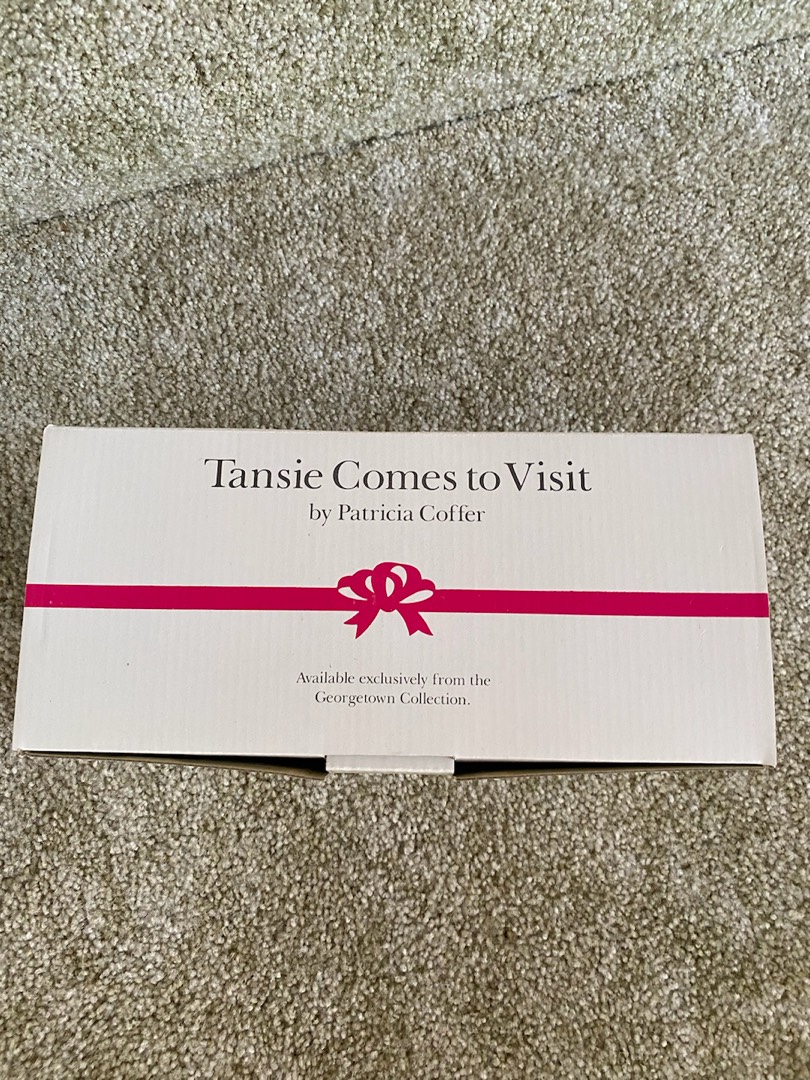 Tansie Comes to Visit
by Patricia Coffer
Available exclusively from the
Georgetown Collection.